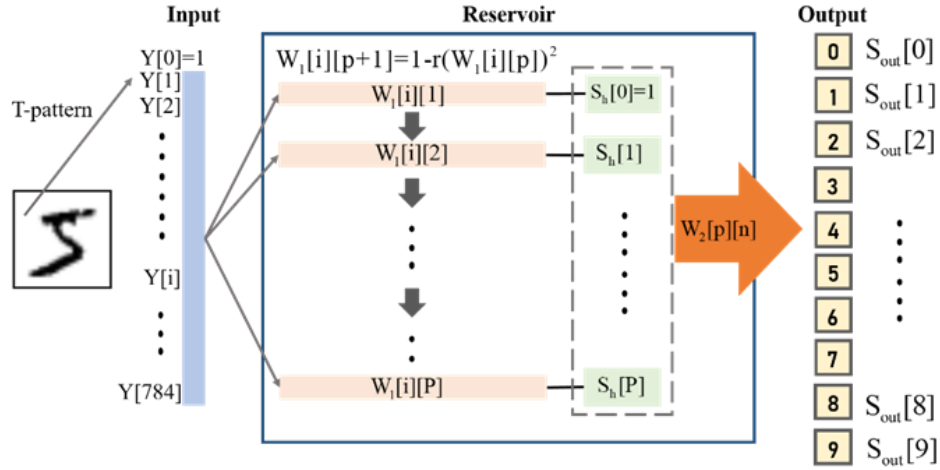 Input
Reservoir
Output
T-pattern
Y[0]=1
Y[1]
Y[2]
Y[i]
Y[784]
W₁[i][p+1]=1-r(W₁[i][p])²
W₁[i][1]
W₁[i][2]
W₁[i][P]
Sₕ[0]=1
Sₕ[1]
Sₕ[P]
W₂[p][n]
0 Sout[0]
1 Sout[1]
2 Sout[2]
3
4
5
6
7
8 Sout[8]
9 Sout[9]